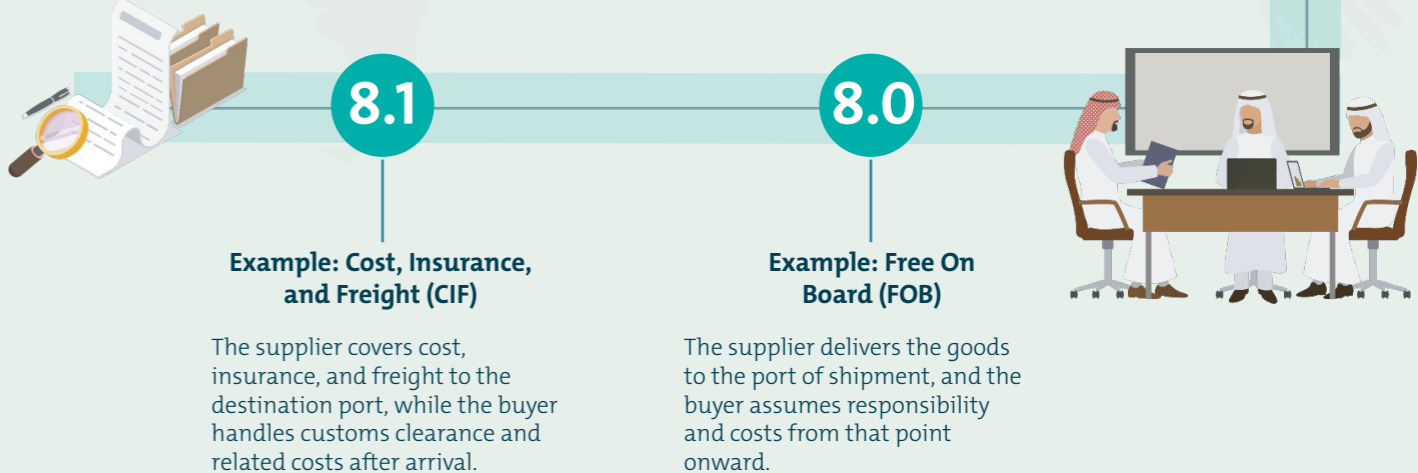 8.1
Example: Cost, Insurance,
and Freight (CIF)
The supplier covers cost,
insurance, and freight to the
destination port, while the buyer
handles customs clearance and
related costs after arrival.
8.0
Example: Free On
Board (FOB)
The supplier delivers the goods
to the port of shipment, and the
buyer assumes responsibility
and costs from that point
onward.